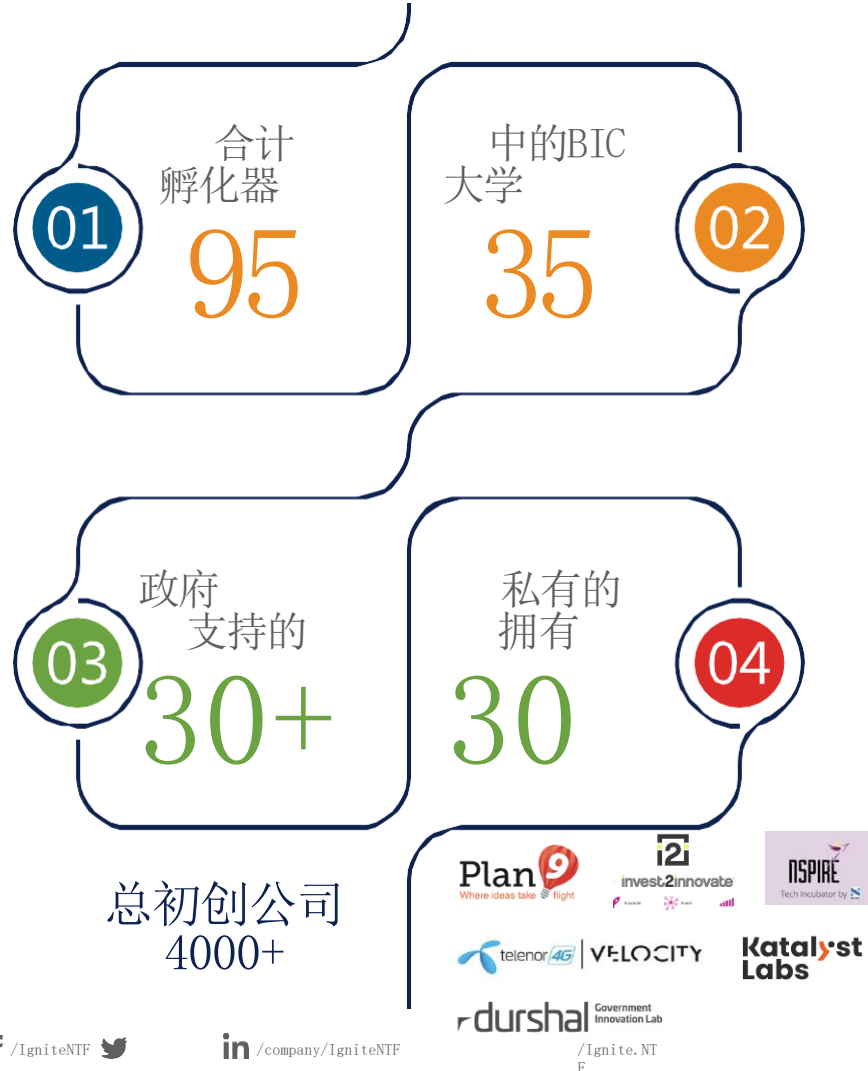 合计
孵化器
95
01
中的BIC
大学
35
02
政府
支持的
30+
03
私有的
拥有
30
04
总初创公司
4000+
Plan9
Where ideas take flight
i2i
invest2innovate
NSPIRE
Tech Incubator by
telenor 4G | VELOCITY
Katalyst
Labs
durshal
Government
Innovation Lab
/IgniteNTF
in /company/IgniteNTF
/Ignite.NT
F